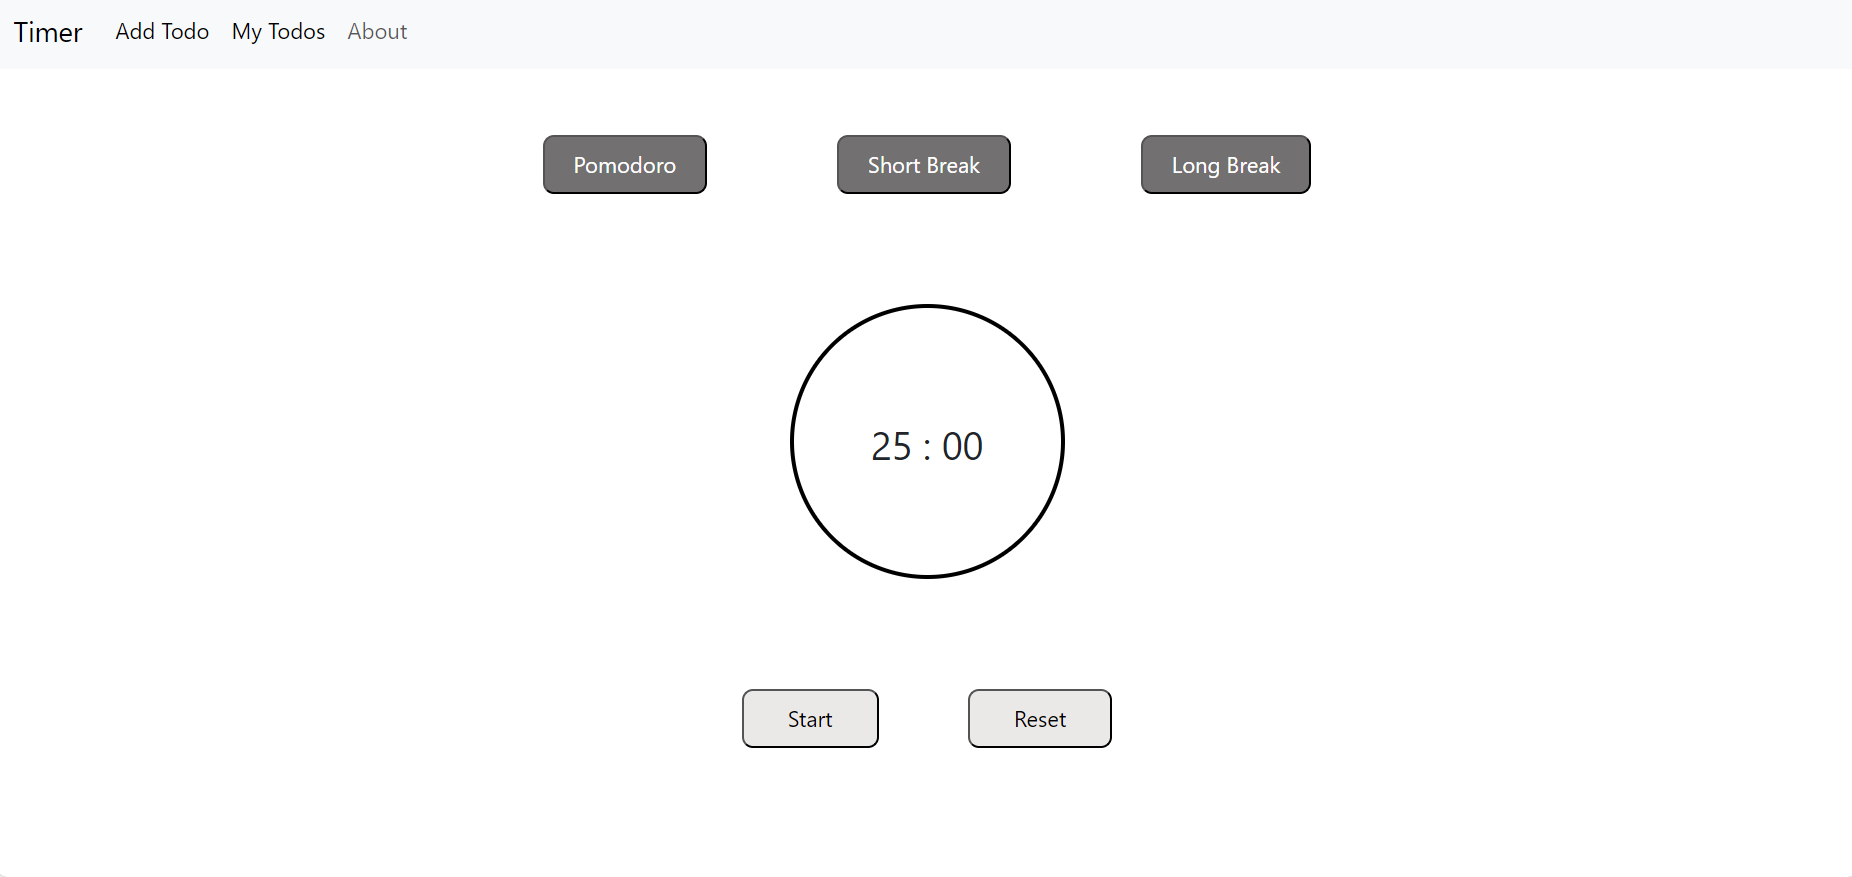 Timer Add Todo My Todos About
Pomodoro Short Break Long Break
25 : 00
Start Reset